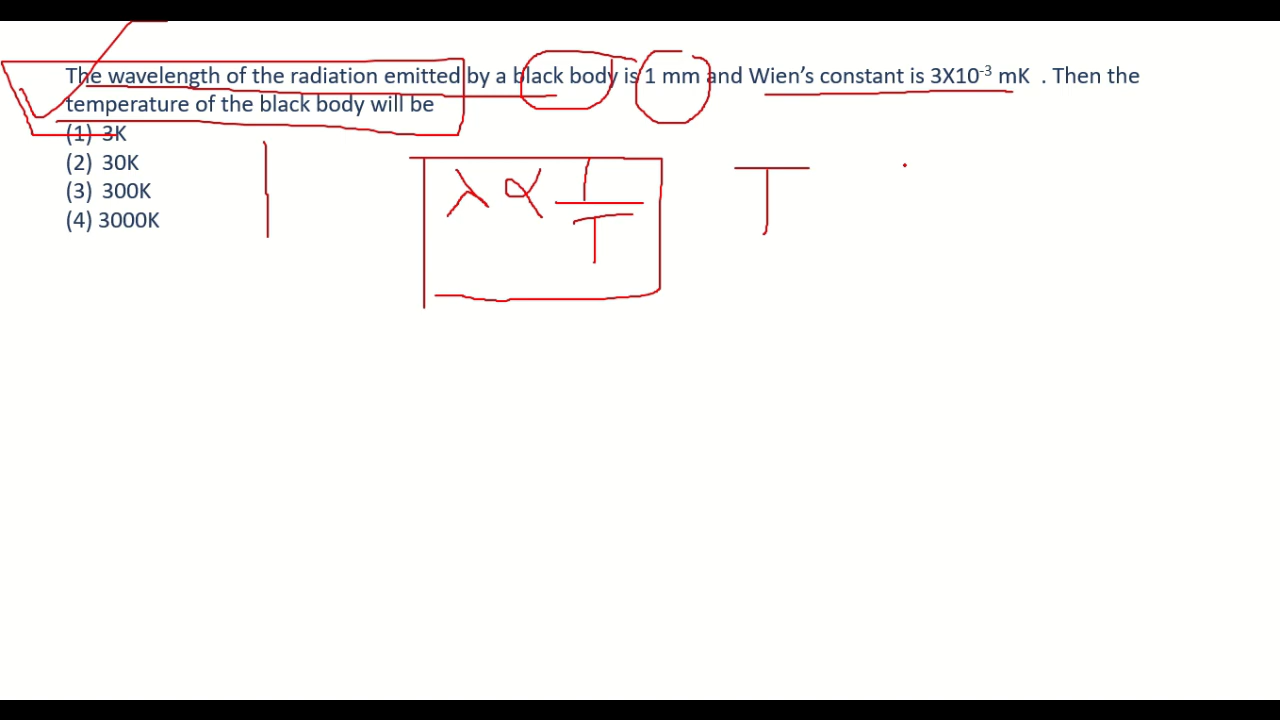 The wavelength of the radiation emitted by a black body is 1 mm and Wien’s constant is 3X10⁻³ mK . Then the
temperature of the black body will be
(1) 3K
(2) 30K
(3) 300K
(4) 3000K
λ ∝ 1/T
T